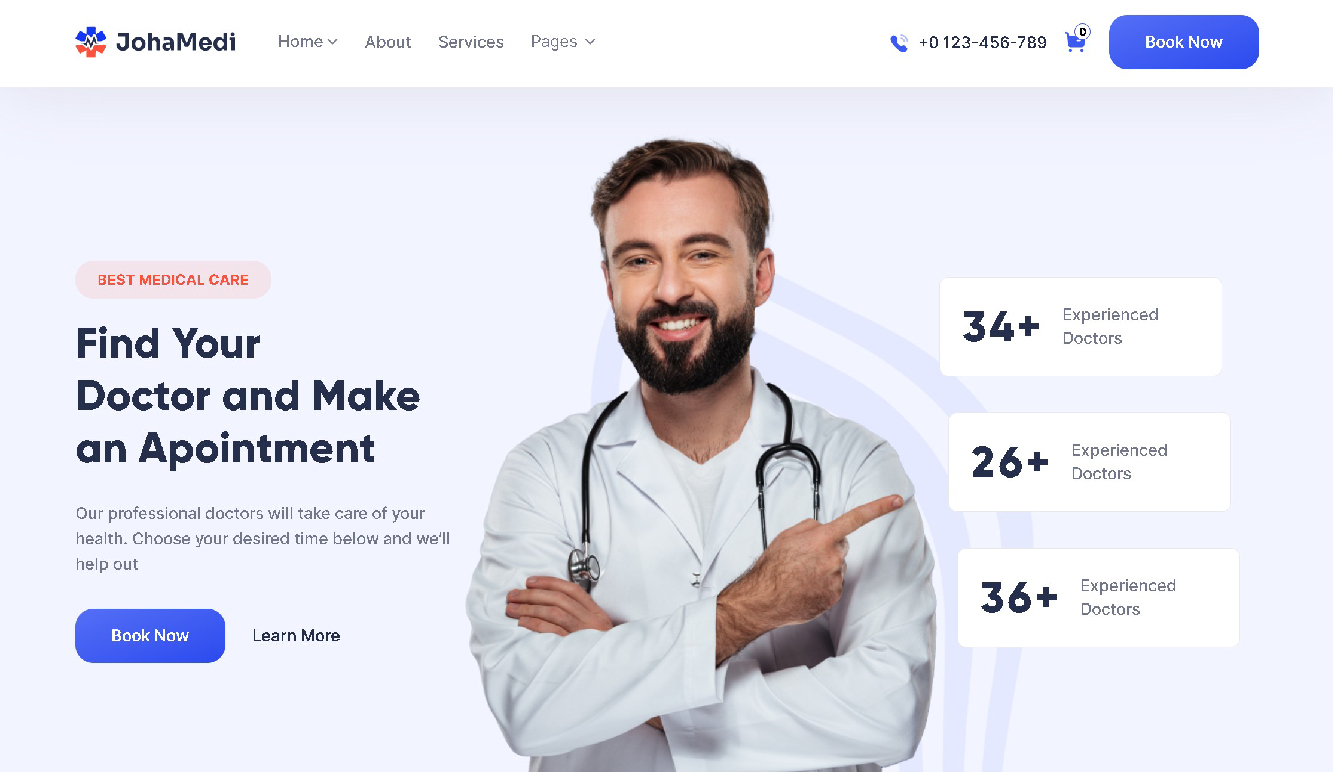 JohaMedi
Home
About
Services
Pages
+0 123-456-789
0
Book Now
BEST MEDICAL CARE
Find Your
Doctor and Make
an Apointment
Our professional doctors will take care of your
health. Choose your desired time below and we'll
help out
Book Now
Learn More
34+
Experienced
Doctors
26+
Experienced
Doctors
36+
Experienced
Doctors